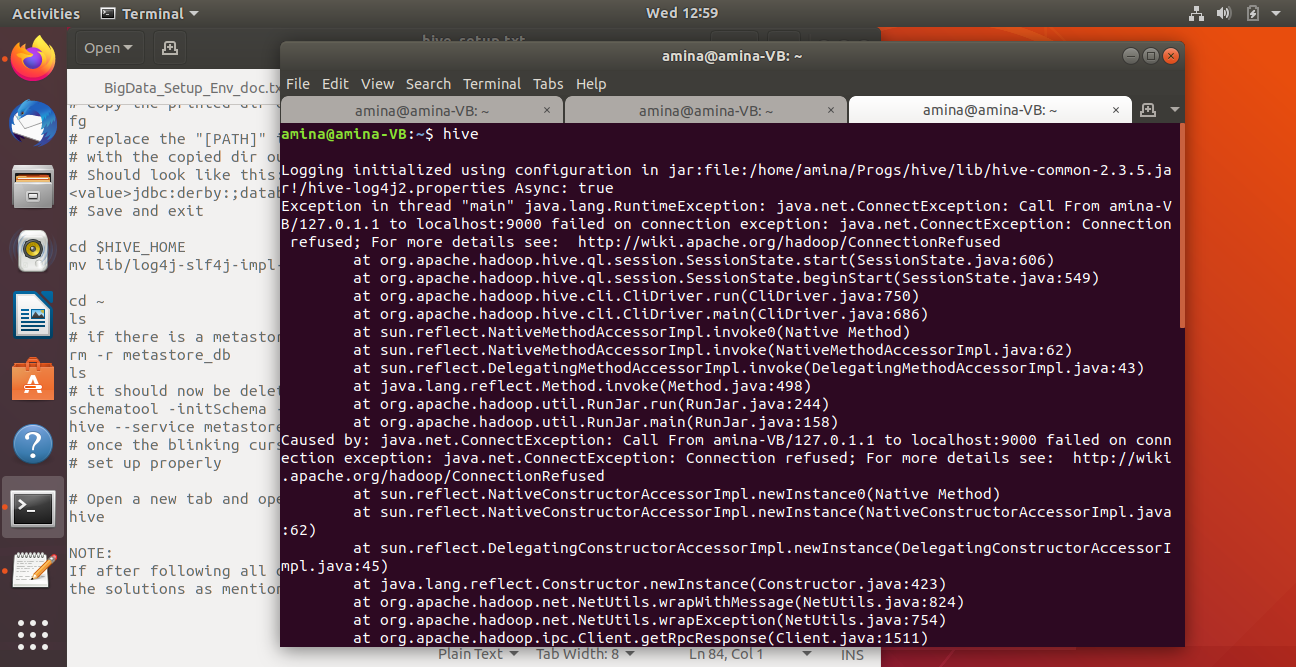 Activities
Terminal
Wed 12:59
Open
hive_setup.txt
BigData_Setup_Env_doc.tx
fg
# replace the "[PATH]"
# with the copied dir
# Should look like this
<value>jdbc:derby:;datab
# Save and exit
cd $HIVE_HOME
mv lib/log4j-slf4j-impl-
cd ~
ls
# if there is a metastor
rm -r metastore_db
ls
# it should now be delet
schematool -initSchema
hive --service metastore
# once the blinking curs
# set up properly
# Open a new tab and ope
hive
NOTE:
If after following all
the solutions as mention
Plain Text
Tab Width: 8
Ln 84, Col 1
INS
amina@amina-VB: ~
File Edit View Search Terminal Tabs Help
amina@amina-VB: ~ ×
amina@amina-VB: ~ ×
amina@amina-VB: ~ ×
amina@amina-VB:~$ hive
Logging initialized using configuration in jar:file:/home/amina/Progs/hive/lib/hive-common-2.3.5.ja
r!/hive-log4j2.properties Async: true
Exception in thread "main" java.lang.RuntimeException: java.net.ConnectException: Call From amina-V
B/127.0.1.1 to localhost:9000 failed on connection exception: java.net.ConnectException: Connection
refused; For more details see:  http://wiki.apache.org/hadoop/ConnectionRefused
at org.apache.hadoop.hive.ql.session.SessionState.start(SessionState.java:606)
at org.apache.hadoop.hive.ql.session.SessionState.beginStart(SessionState.java:549)
at org.apache.hadoop.hive.cli.CliDriver.run(CliDriver.java:750)
at org.apache.hadoop.hive.cli.CliDriver.main(CliDriver.java:686)
at sun.reflect.NativeMethodAccessorImpl.invoke0(Native Method)
at sun.reflect.NativeMethodAccessorImpl.invoke(NativeMethodAccessorImpl.java:62)
at sun.reflect.DelegatingMethodAccessorImpl.invoke(DelegatingMethodAccessorImpl.java:43)
at java.lang.reflect.Method.invoke(Method.java:498)
at org.apache.hadoop.util.RunJar.run(RunJar.java:244)
at org.apache.hadoop.util.RunJar.main(RunJar.java:158)
Caused by: java.net.ConnectException: Call From amina-VB/127.0.1.1 to localhost:9000 failed on conn
ection exception: java.net.ConnectException: Connection refused; For more details see:  http://wiki
.apache.org/hadoop/ConnectionRefused
at sun.reflect.NativeConstructorAccessorImpl.newInstance0(Native Method)
at sun.reflect.NativeConstructorAccessorImpl.newInstance(NativeConstructorAccessorImpl.java
:62)
at sun.reflect.DelegatingConstructorAccessorImpl.newInstance(DelegatingConstructorAccessorI
mpl.java:45)
at java.lang.reflect.Constructor.newInstance(Constructor.java:423)
at org.apache.hadoop.net.NetUtils.wrapWithMessage(NetUtils.java:824)
at org.apache.hadoop.net.NetUtils.wrapException(NetUtils.java:754)
at org.apache.hadoop.ipc.Client.getRpcResponse(Client.java:1511)